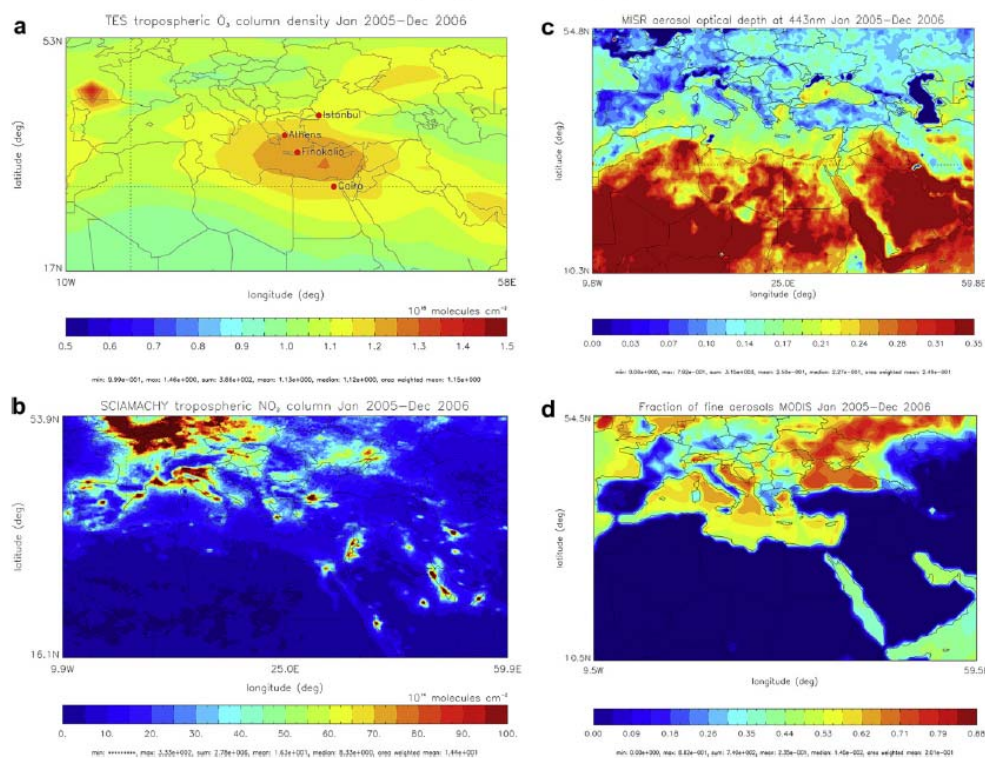 a
TES tropospheric O₃ column density Jan 2005–Dec 2006
53N
latitude (deg)
Istanbul
Athens
Finokalia
Cairo
17N
10W
58E
longitude (deg)
10¹⁸ molecules cm⁻²
0.5 0.6 0.7 0.8 0.9 1.0 1.1 1.2 1.3 1.4 1.5
b
SCIAMACHY tropospheric NO₂ column Jan 2005–Dec 2006
53.9N
latitude (deg)
16.1N
9.9W
25.0E
59.9E
longitude (deg)
molecules cm⁻²
0. 10. 20. 30. 40. 50. 60. 70. 80. 90. 100.
c
MISR aerosol optical depth at 443nm Jan 2005–Dec 2006
54.8N
latitude (deg)
10.3N
9.8W
25.0E
59.8E
longitude (deg)
0.00 0.03 0.07 0.10 0.14 0.17 0.21 0.24 0.28 0.31 0.35
d
Fraction of fine aerosols MODIS Jan 2005–Dec 2006
54.5N
latitude (deg)
10.5N
9.5W
59.5E
longitude (deg)
0.00 0.09 0.18 0.26 0.35 0.44 0.53 0.61 0.70 0.79 0.88